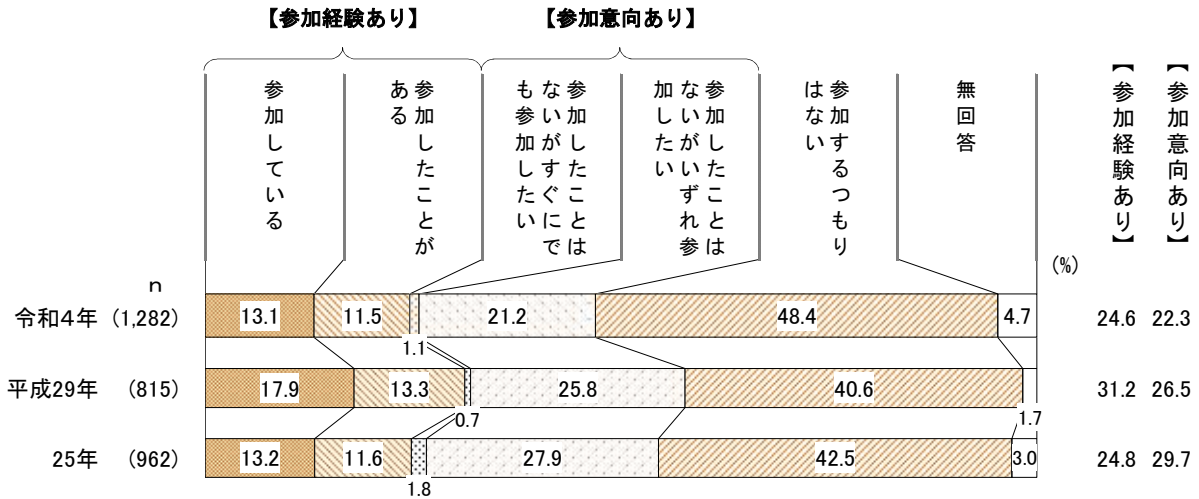 【参加経験あり】 【参加意向あり】
参加している
参加したことが
ある
参加したことは
ないがすぐにで
も参加したい
参加したことは
ないがいずれ参
加したい
参加するつもり
はない
無回答
【参加経験あり】
【参加意向あり】
(%)
n
令和4年 (1,282) 13.1 11.5 1.1 21.2 48.4 4.7 24.6 22.3
平成29年 (815) 17.9 13.3 0.7 25.8 40.6 1.7 31.2 26.5
25年 (962) 13.2 11.6 1.8 27.9 42.5 3.0 24.8 29.7